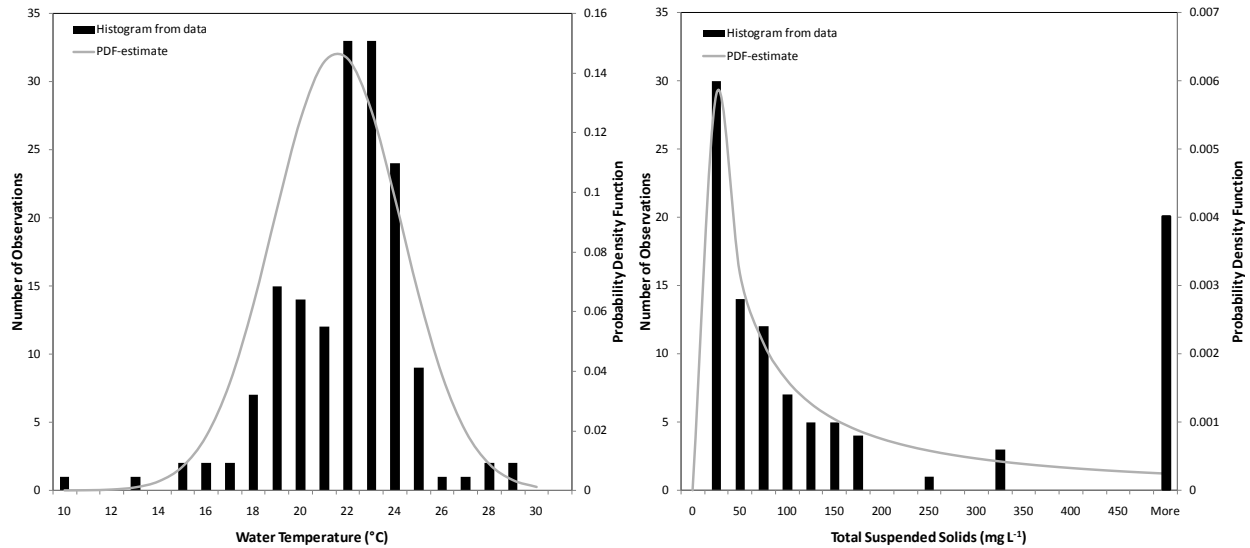 Histogram from data
PDF-estimate
Number of Observations
35
30
25
20
15
10
5
0
0.16
0.14
0.12
0.1
0.08
0.06
0.04
0.02
0
Probability Density Function
10 12 14 16 18 20 22 24 26 28 30
Water Temperature (°C)
Histogram from data
PDF-estimate
Number of Observations
35
30
25
20
15
10
5
0
0.007
0.006
0.005
0.004
0.003
0.002
0.001
0
Probability Density Function
0 50 100 150 200 250 300 350 400 450 More
Total Suspended Solids (mg L⁻¹)